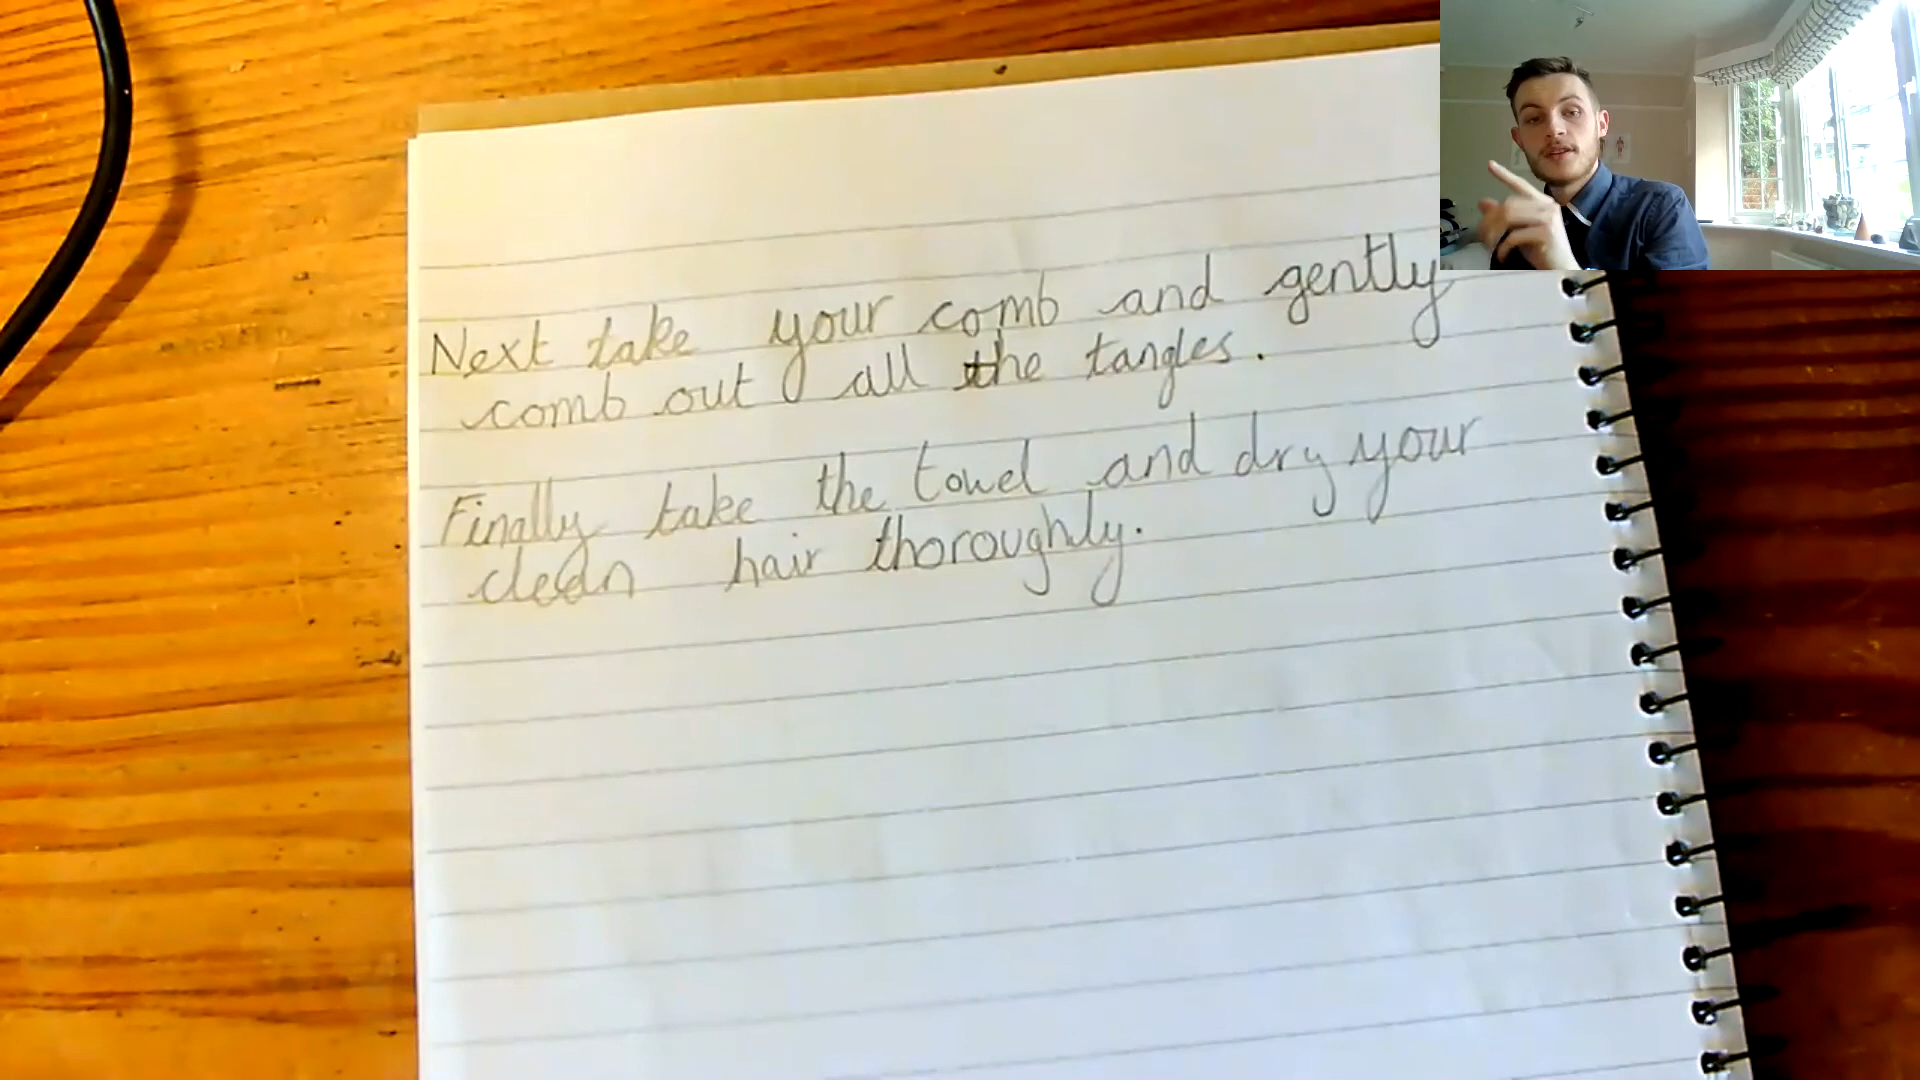 Next take your comb and gently
comb out all the tangles.
Finally take the towel and dry your
clean hair thoroughly.